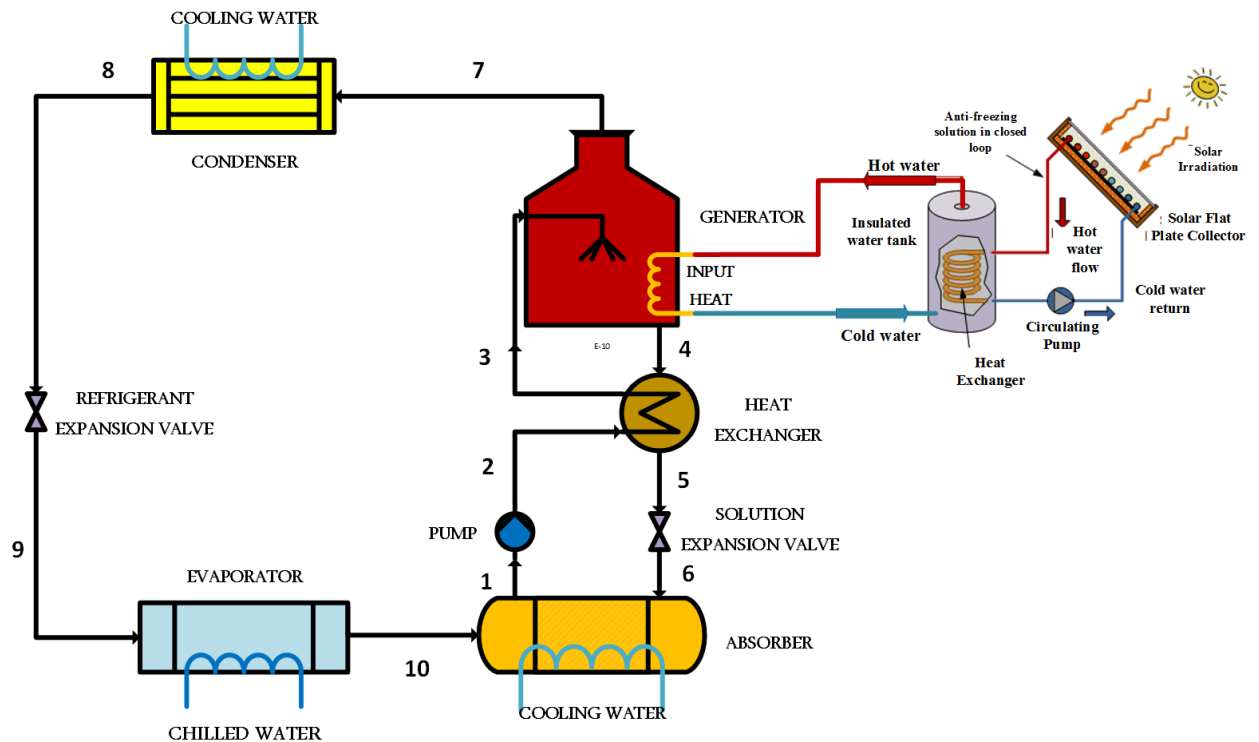 COOLING WATER
8
7
CONDENSER
Anti-freezing
solution in closed
loop
Solar
Irradiation
Hot water
GENERATOR
Insulated
water tank
Hot
water
flow
Solar Flat
Plate Collector
INPUT
HEAT
Cold water
Circulating
Pump
Cold water
return
Heat
Exchanger
E-10
3
4
REFRIGERANT
EXPANSION VALVE
HEAT
EXCHANGER
2
5
PUMP
SOLUTION
EXPANSION VALVE
9
EVAPORATOR
1
6
10
ABSORBER
COOLING WATER
CHILLED WATER